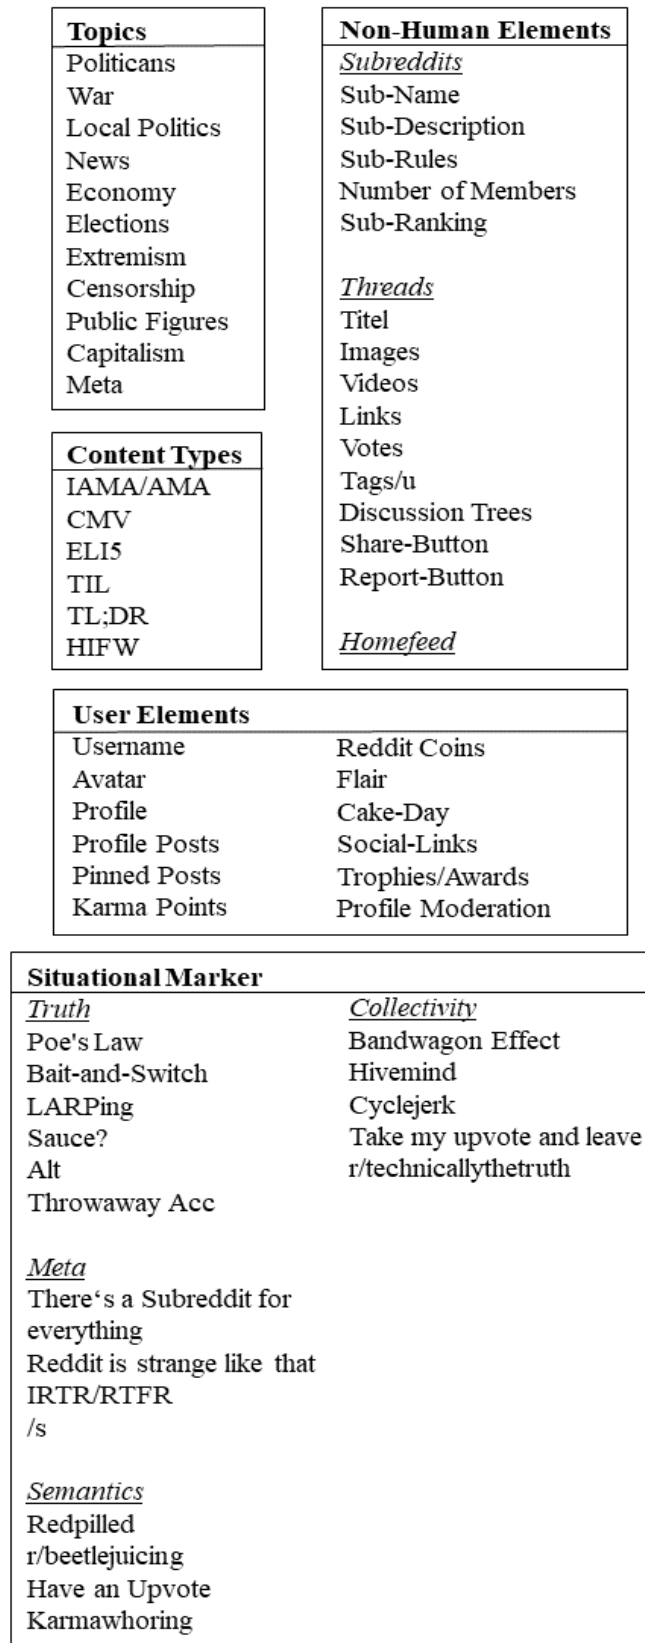 Topics
Politicans
War
Local Politics
News
Economy
Elections
Extremism
Censorship
Public Figures
Capitalism
Meta
Content Types
IAMA/AMA
CMV
ELI5
TIL
TL;DR
HIFW
Non-Human Elements
Subreddits
Sub-Name
Sub-Description
Sub-Rules
Number of Members
Sub-Ranking
Threads
Titel
Images
Videos
Links
Votes
Tags/u
Discussion Trees
Share-Button
Report-Button
Homefeed
User Elements
Username
Avatar
Profile
Profile Posts
Pinned Posts
Karma Points
Reddit Coins
Flair
Cake-Day
Social-Links
Trophies/Awards
Profile Moderation
Situational Marker
Truth
Poe's Law
Bait-and-Switch
LARPing
Sauce?
Alt
Throwaway Acc
Meta
There‘s a Subreddit for
everything
Reddit is strange like that
IRTR/RTFR
/s
Semantics
Redpilled
r/beetlejuicing
Have an Upvote
Karmawhoring
Collectivity
Bandwagon Effect
Hivemind
Cyclejerk
Take my upvote and leave
r/technicallythetruth